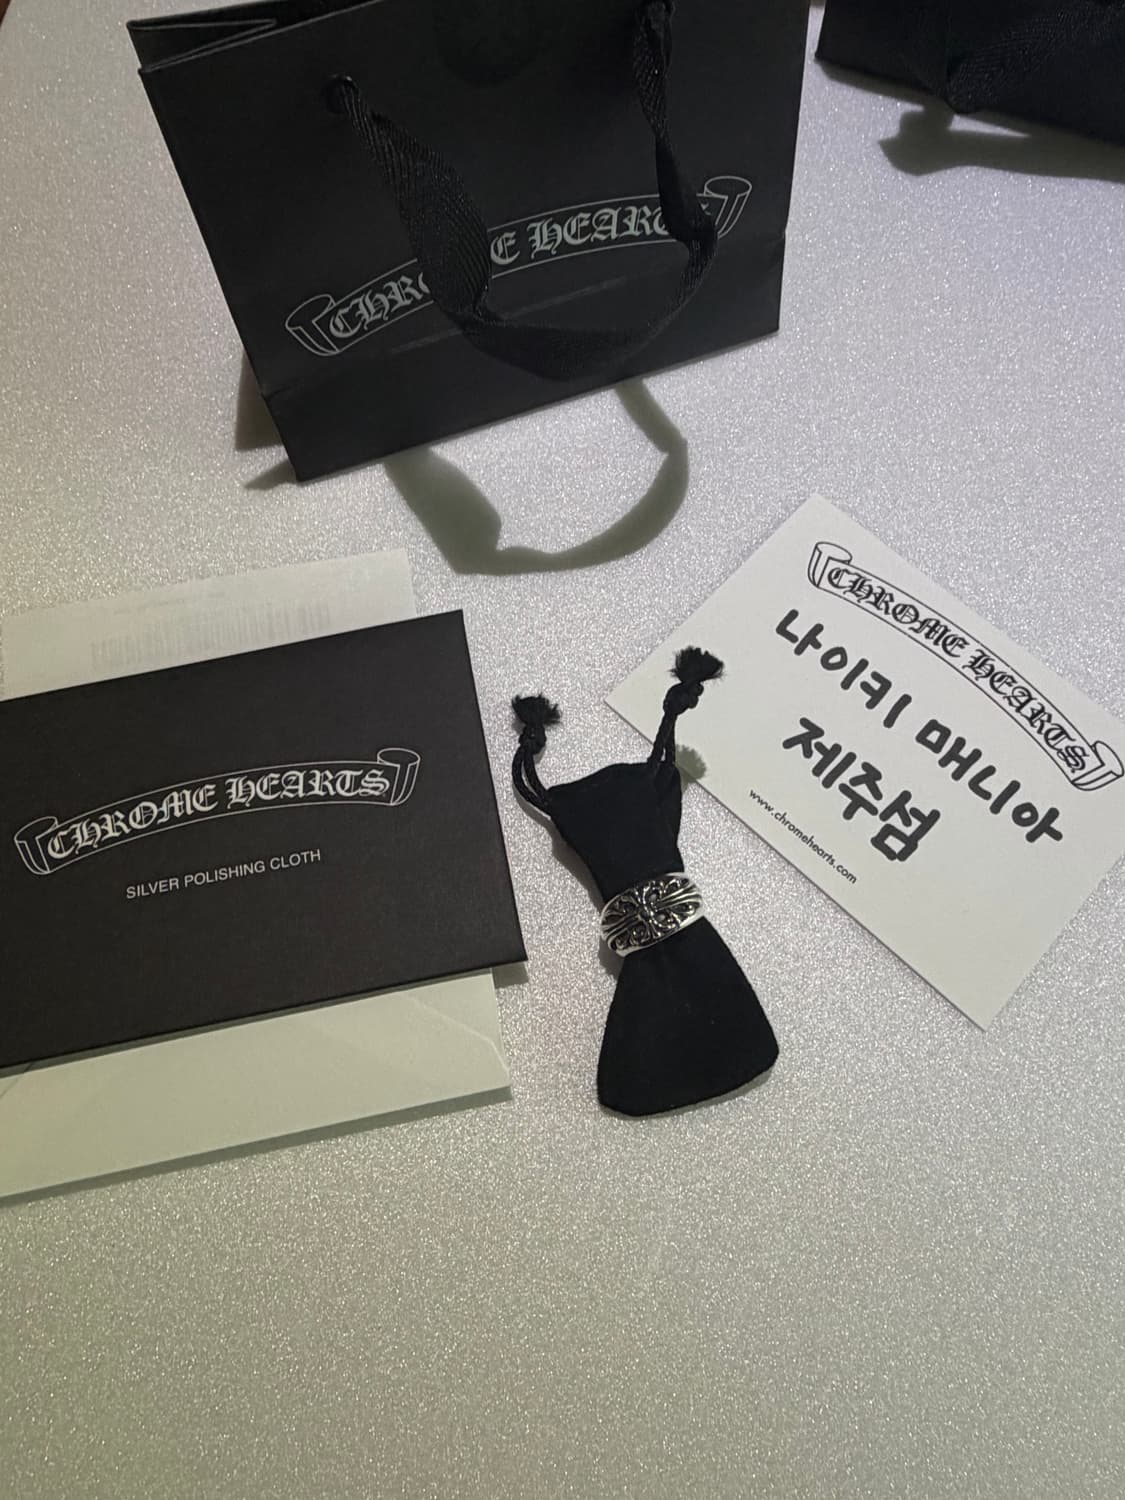 CHROME HEARTS
CHROME HEARTS
나이키 매니아
제주섬
www.chromehearts.com
CHROME HEARTS
SILVER POLISHING CLOTH